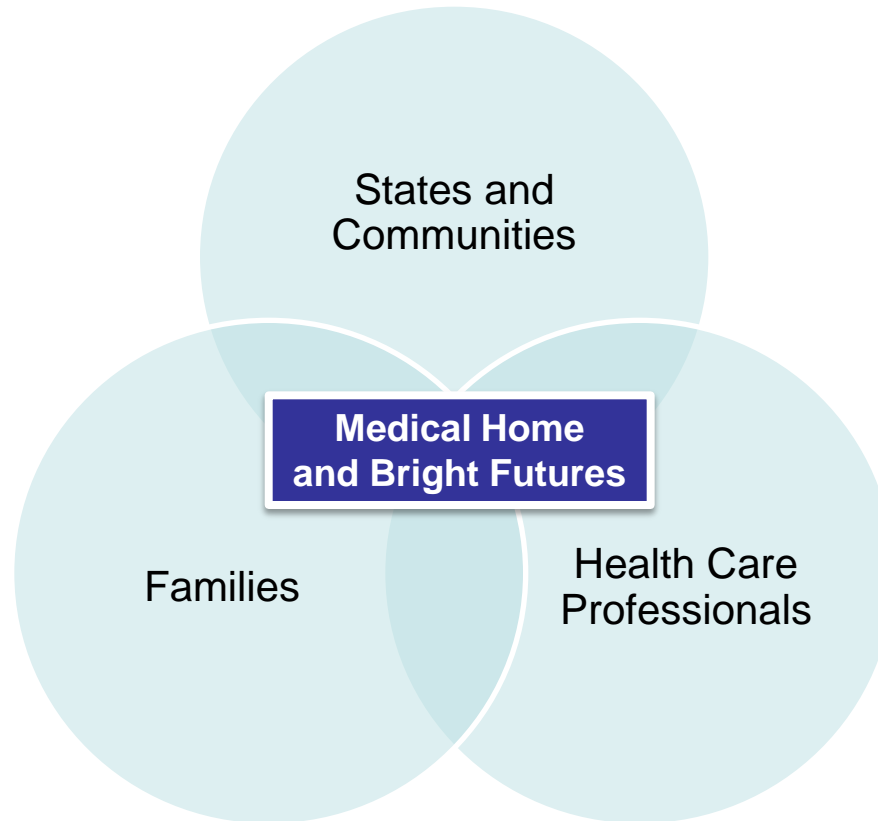 States and
Communities
Medical Home
and Bright Futures
Families
Health Care
Professionals